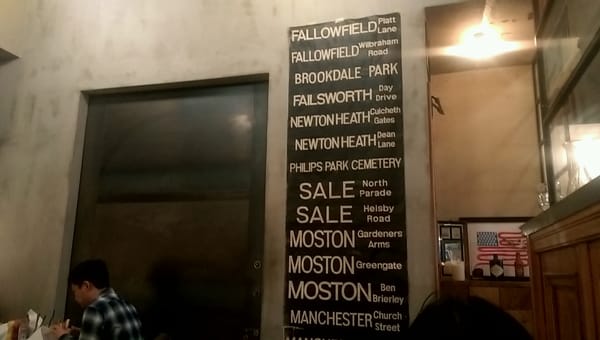 FALLOWFIELD Platt Lane
FALLOWFIELD Wilbraham Road
BROOKDALE PARK
FAILSWORTH Day Drive
NEWTON HEATH Culcheth Gates
NEWTON HEATH Dean Lane
PHILIPS PARK CEMETERY
SALE North Parade
SALE Helsby Road
MOSTON Gardeners Arms
MOSTON Greengate
MOSTON Ben Brierley
MANCHESTER Church Street